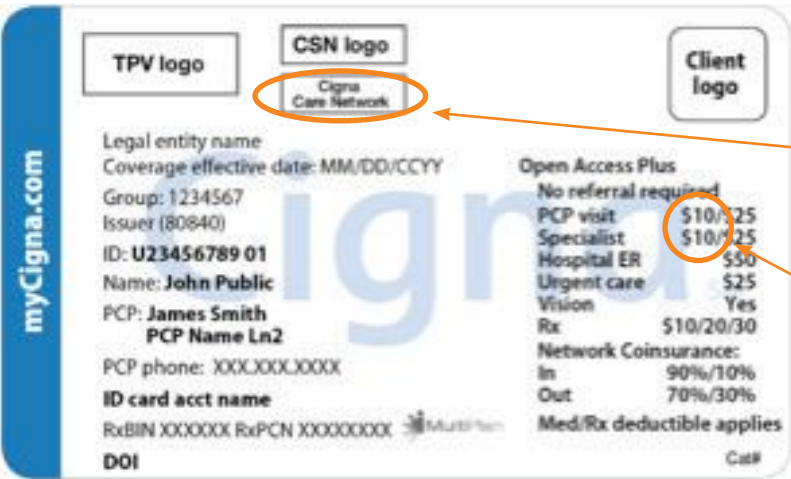 TPV logo
CSN logo
Cigna
Care Network
Client
logo
myCigna.com
Cigna
Legal entity name
Coverage effective date: MM/DD/CCYY
Group: 1234567
Issuer (80840)
ID: U23456789 01
Name: John Public
PCP: James Smith
PCP Name Ln2
PCP phone: XXX.XXX.XXXX
ID card acct name
RxBIN XXXXXX RxPCN XXXXXXXXX MultiPlan
DOI
Open Access Plus
No referral required
PCP visit $10/$25
Specialist $10/$25
Hospital ER $50
Urgent care $25
Vision Yes
Rx $10/20/30
Network Coinsurance:
In 90%/10%
Out 70%/30%
Med/Rx deductible applies
Cat#